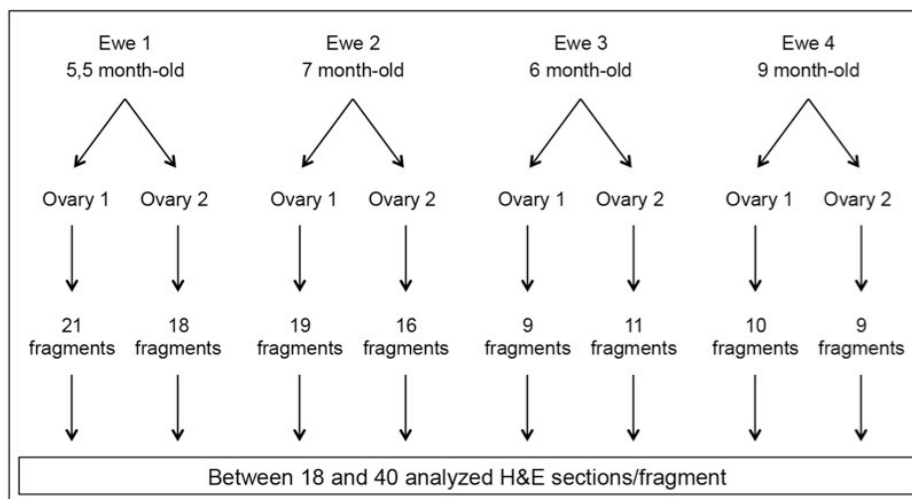 Ewe 1
5,5 month-old
Ewe 2
7 month-old
Ewe 3
6 month-old
Ewe 4
9 month-old
Ovary 1
Ovary 2
Ovary 1
Ovary 2
Ovary 1
Ovary 2
Ovary 1
Ovary 2
21
fragments
18
fragments
19
fragments
16
fragments
9
fragments
11
fragments
10
fragments
9
fragments
Between 18 and 40 analyzed H&E sections/fragment